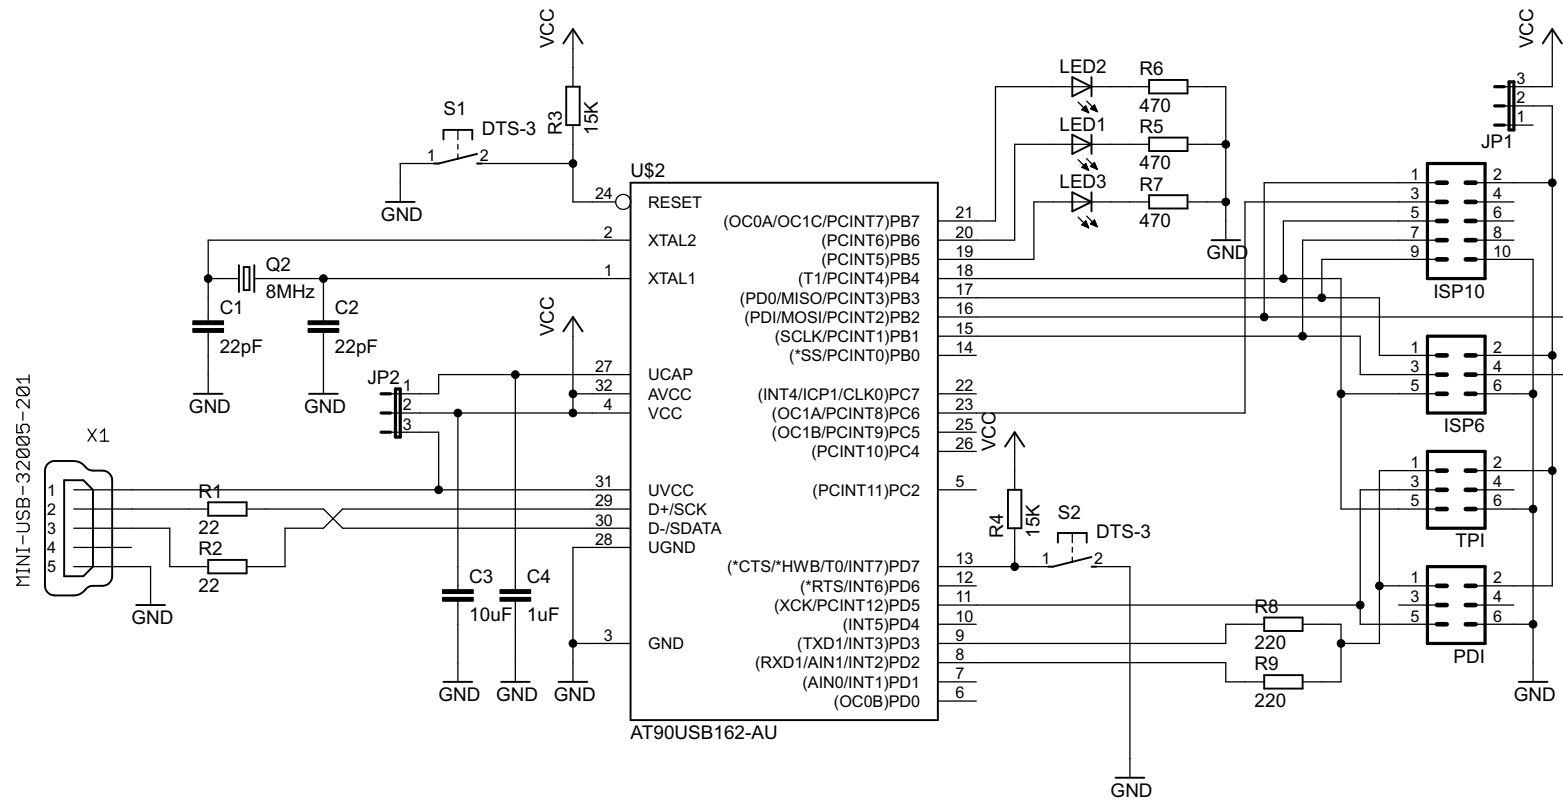 VCC
R3
15K
S1
DTS-3
1 2
GND
U$2
24 RESET
2 XTAL2
1 XTAL1
Q2
8MHz
C1
22pF
C2
22pF
GND
GND
VCC
JP2
1
2
3
27 UCAP
32 AVCC
4 VCC
31 UVCC
29 D+/SCK
30 D-/SDATA
28 UGND
3 GND
MINI-USB-32005-201
X1
1
2
3
4
5
R1
22
R2
22
GND
C3
10uF
C4
1uF
GND
GND
GND
AT90USB162-AU
(OC0A/OC1C/PCINT7)PB7 21
(PCINT6)PB6 20
(PCINT5)PB5 19
(T1/PCINT4)PB4 18
(PD0/MISO/PCINT3)PB3 17
(PDI/MOSI/PCINT2)PB2 16
(SCLK/PCINT1)PB1 15
(*SS/PCINT0)PB0 14
(INT4/ICP1/CLK0)PC7 22
(OC1A/PCINT8)PC6 23
(OC1B/PCINT9)PC5 25
(PCINT10)PC4 26
(PCINT11)PC2 5
(*CTS/*HWB/T0/INT7)PD7 13
(*RTS/INT6)PD6 12
(XCK/PCINT12)PD5 11
(INT5)PD4 10
(TXD1/INT3)PD3 9
(RXD1/AIN1/INT2)PD2 8
(AIN0/INT1)PD1 7
(OC0B)PD0 6
LED2
R6
470
LED1
R5
470
LED3
R7
470
GND
VCC
R4
15K
S2
DTS-3
1 2
GND
R8
220
R9
220
VCC
3
2
1
JP1
1 2
3 4
5 6
7 8
9 10
ISP10
1 2
3 4
5 6
ISP6
1 2
3 4
5 6
TPI
1 2
3 4
5 6
PDI
GND